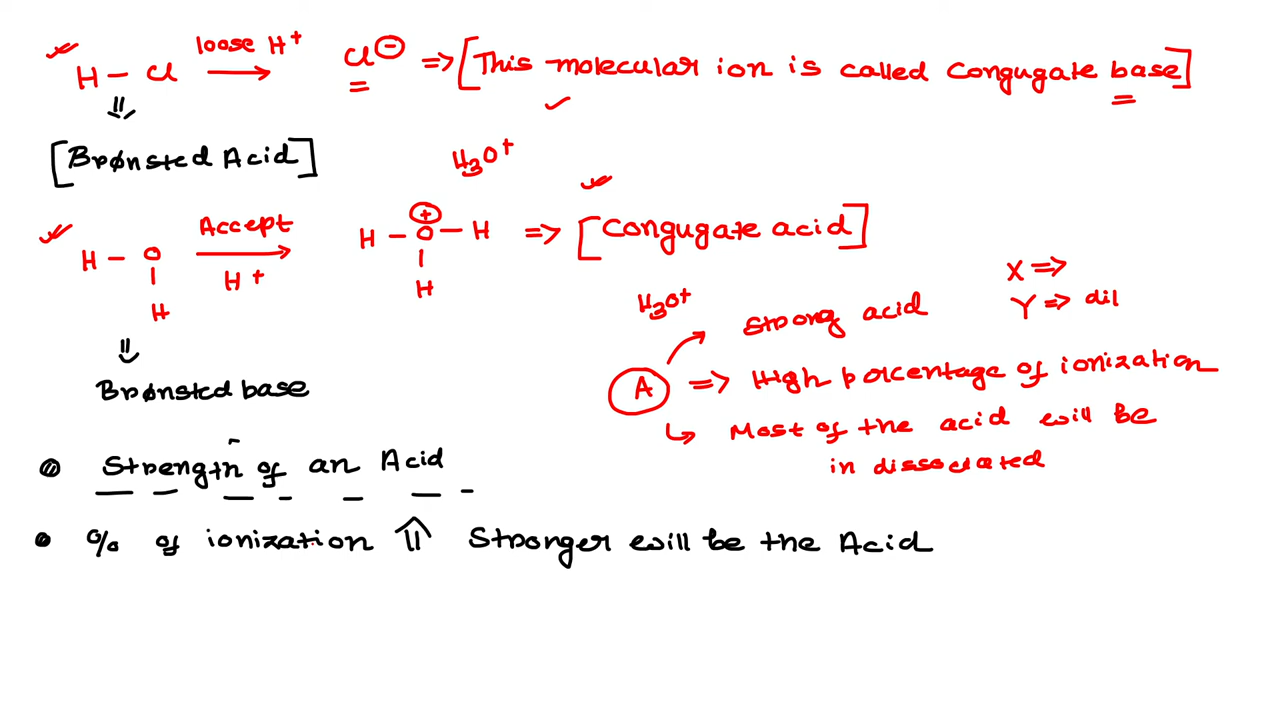 H - Cl loose H+ Cl⊖ => [This molecular ion is called Congugate base]
[Brønsted Acid]
H3O+
H - O Accept H - O - H => [Congugate acid]
H H+ H +
Brønsted base
H3O+
Strong acid
X =>
Y => dil
A => High porcentage of ionization
Most of the acid will be
in dissociated
Strength of an Acid
% of ionization ⇑ Stronger will be the Acid